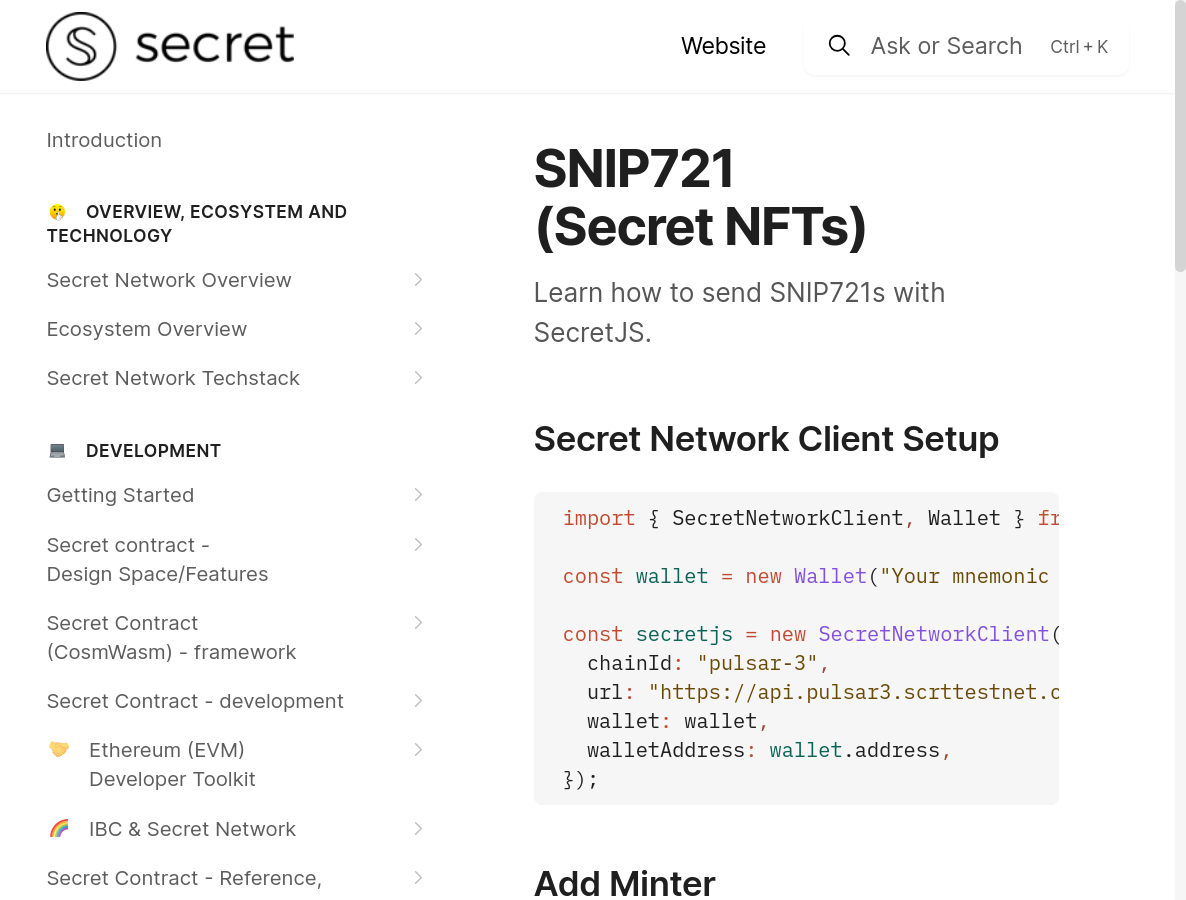 secret
Website
Ask or Search Ctrl + K
Introduction
OVERVIEW, ECOSYSTEM AND
TECHNOLOGY
Secret Network Overview
Ecosystem Overview
Secret Network Techstack
DEVELOPMENT
Getting Started
Secret contract -
Design Space/Features
Secret Contract
(CosmWasm) - framework
Secret Contract - development
Ethereum (EVM)
Developer Toolkit
IBC & Secret Network
Secret Contract - Reference,
SNIP721
(Secret NFTs)
Learn how to send SNIP721s with
SecretJS.
Secret Network Client Setup
import { SecretNetworkClient, Wallet } fr
const wallet = new Wallet("Your mnemonic
const secretjs = new SecretNetworkClient(
chainId: "pulsar-3",
url: "https://api.pulsar3.scrttestnet.c
wallet: wallet,
walletAddress: wallet.address,
});
Add Minter